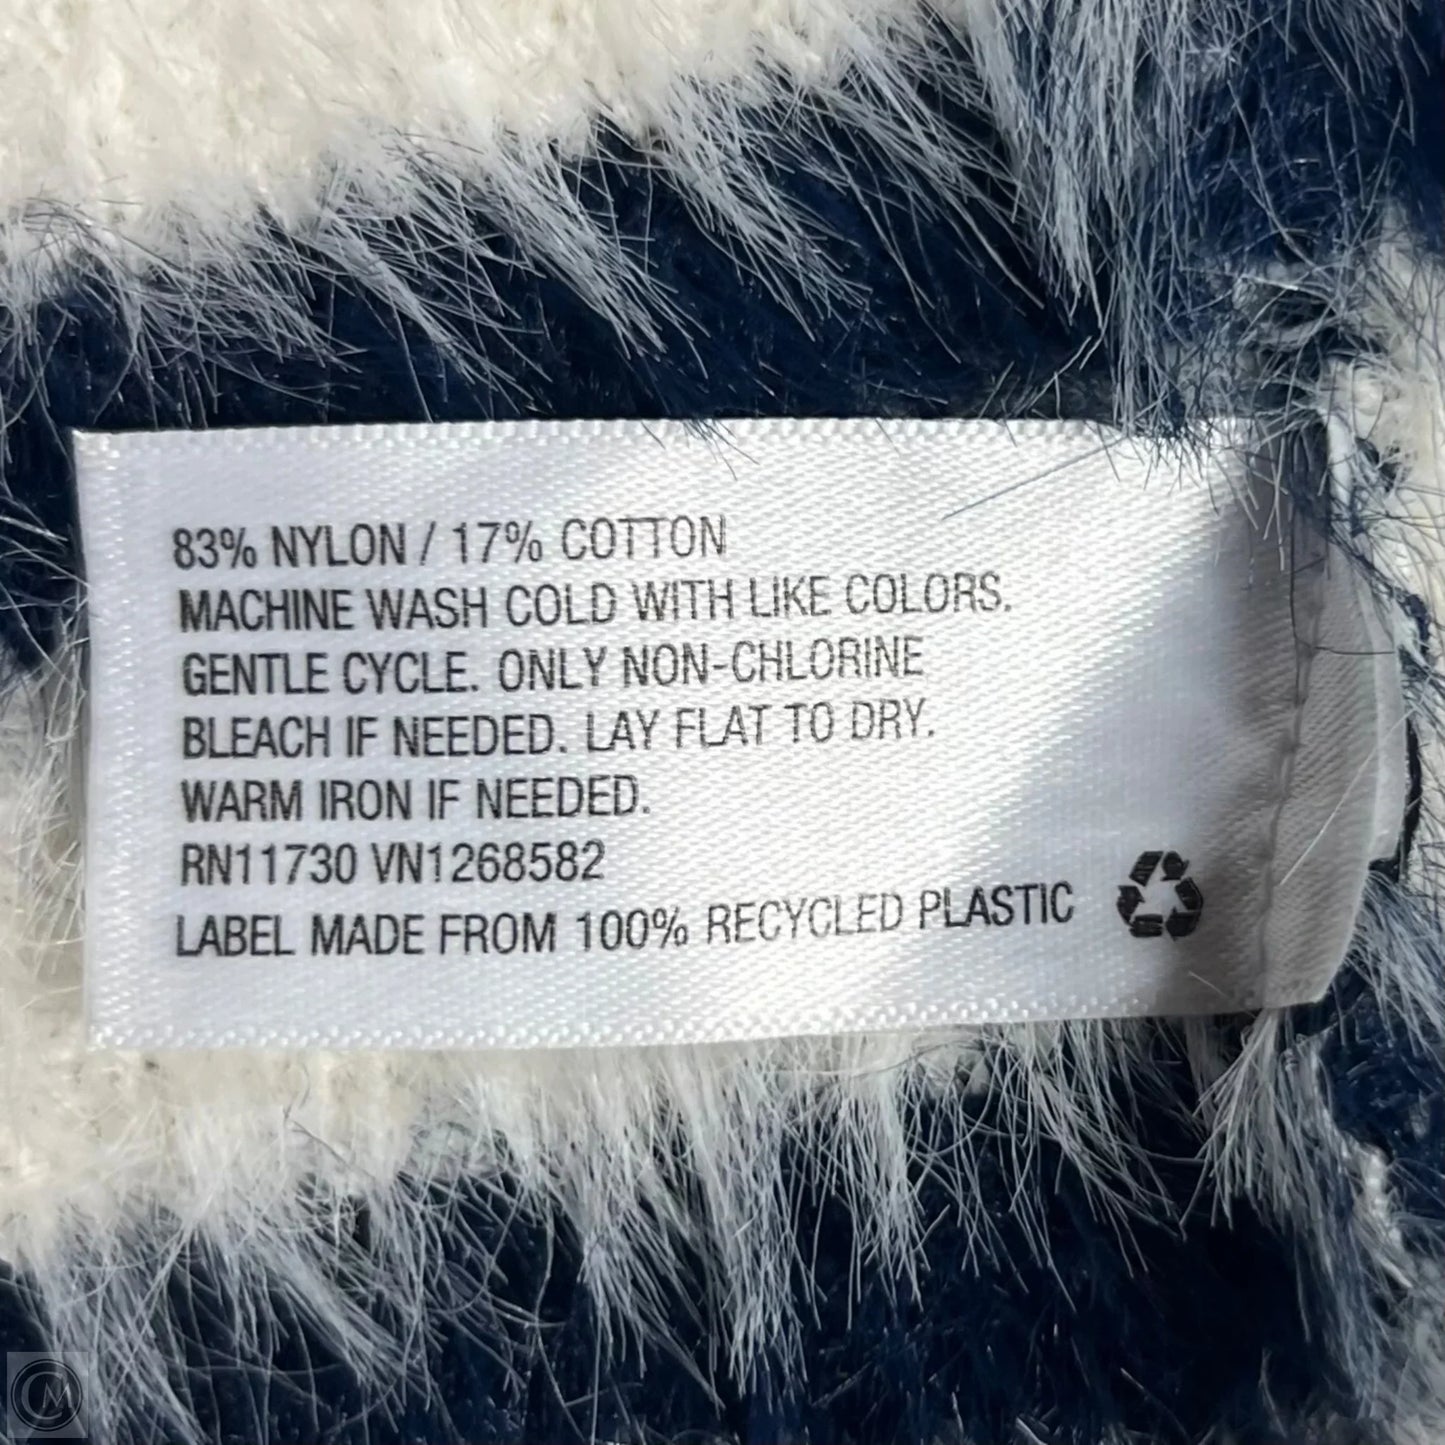 83% NYLON / 17% COTTON
MACHINE WASH COLD WITH LIKE COLORS.
GENTLE CYCLE. ONLY NON-CHLORINE
BLEACH IF NEEDED. LAY FLAT TO DRY.
WARM IRON IF NEEDED.
RN11730 VN1268582
LABEL MADE FROM 100% RECYCLED PLASTIC